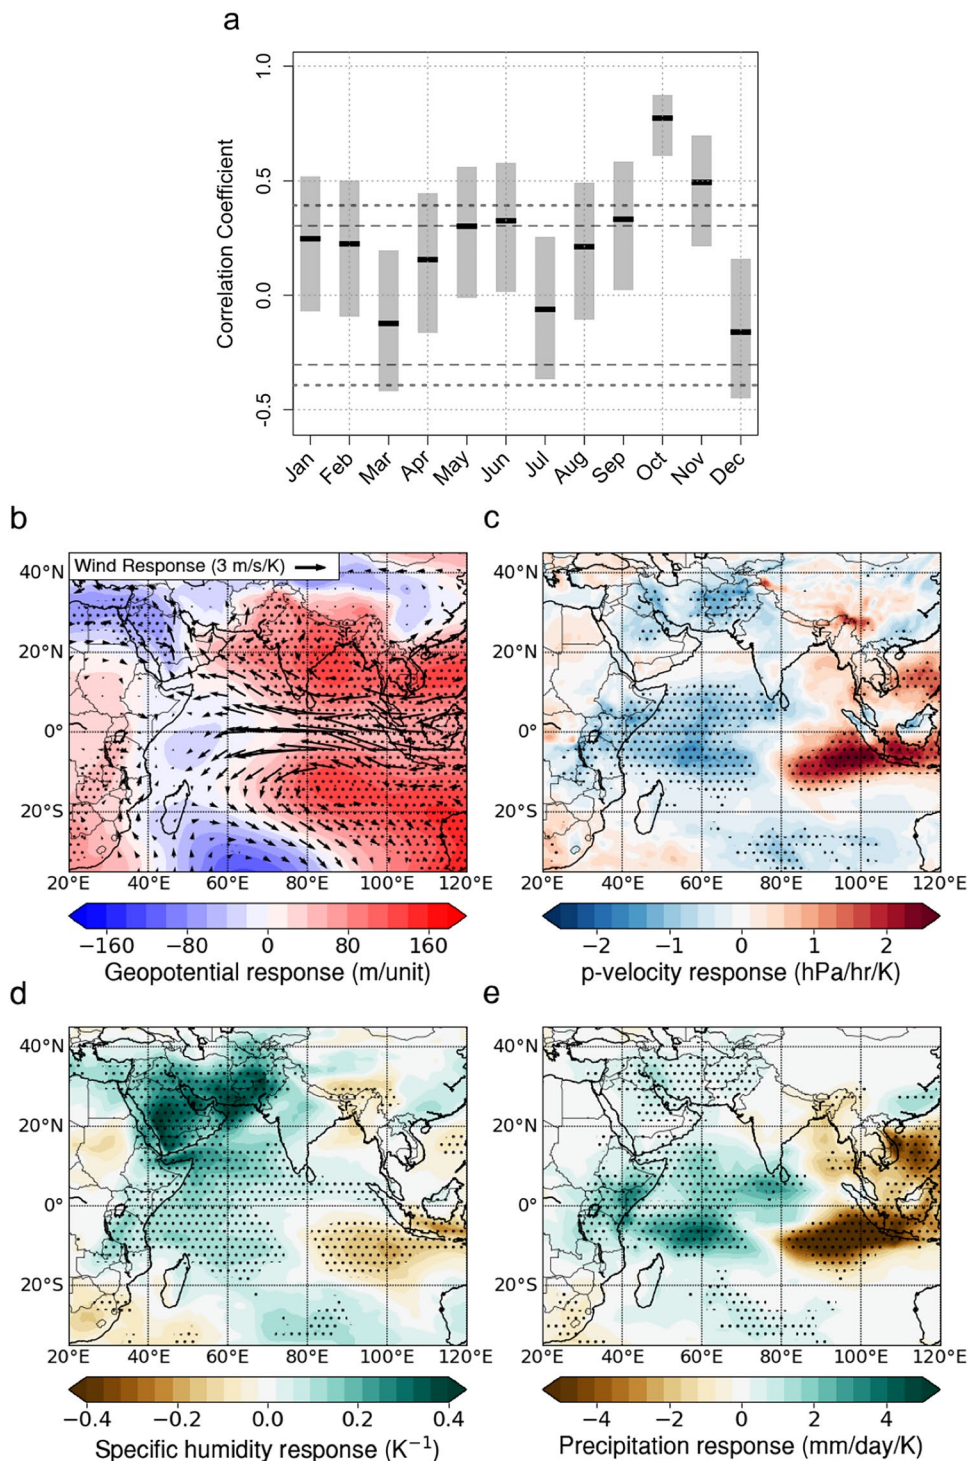 a
1.0
0.5
0.0
-0.5
Correlation Coefficient
Jan Feb Mar Apr May Jun Jul Aug Sep Oct Nov Dec
b
Wind Response (3 m/s/K)
40°N
20°N
0°
20°S
20°E 40°E 60°E 80°E 100°E 120°E
−160 −80 0 80 160
Geopotential response (m/unit)
c
40°N
20°N
0°
20°S
20°E 40°E 60°E 80°E 100°E 120°E
−2 −1 0 1 2
p-velocity response (hPa/hr/K)
d
40°N
20°N
0°
20°S
20°E 40°E 60°E 80°E 100°E 120°E
−0.4 −0.2 0.0 0.2 0.4
Specific humidity response (K⁻¹)
e
40°N
20°N
0°
20°S
20°E 40°E 60°E 80°E 100°E 120°E
−4 −2 0 2 4
Precipitation response (mm/day/K)